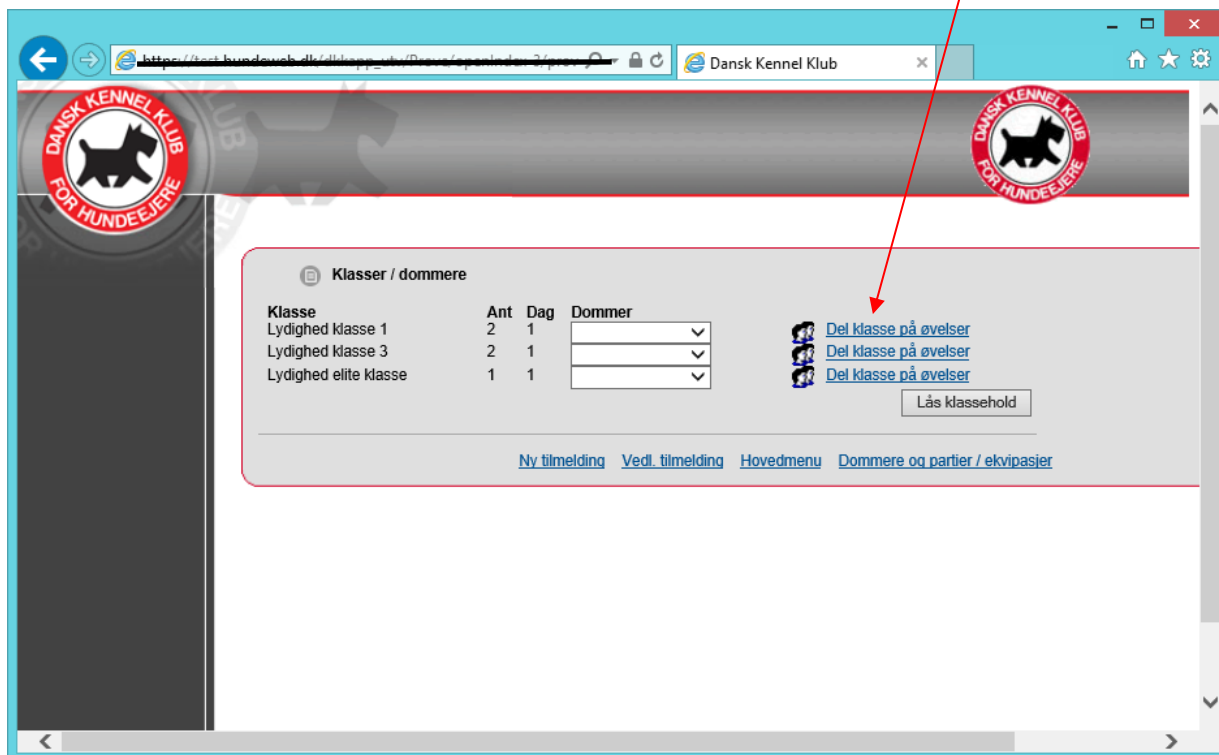 Dansk Kennel Klub
DANSK KENNEL KLUB
FOR HUNDEEJERE
DANSK KENNEL KLUB
FOR HUNDEEJERE
Klasser / dommere
Klasse Ant Dag Dommer
Lydighed klasse 1 2 1 Del klasse på øvelser
Lydighed klasse 3 2 1 Del klasse på øvelser
Lydighed elite klasse 1 1 Del klasse på øvelser
Lås klassehold
Ny tilmelding Vedl. tilmelding Hovedmenu Dommere og partier / ekvipasjer